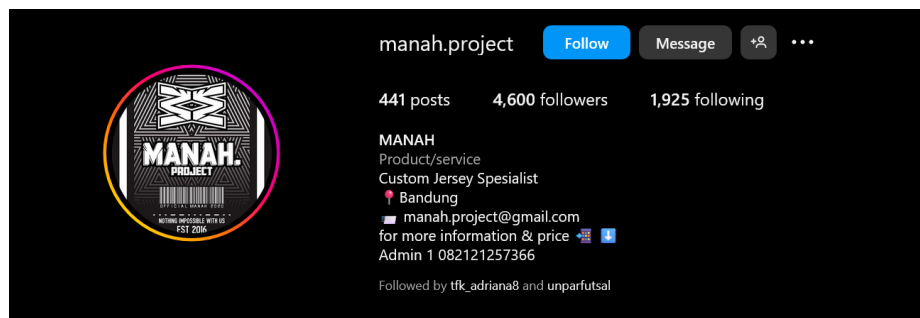 manah.project Follow Message
441 posts 4,600 followers 1,925 following
MANAH.
PROJECT
OFFICIAL MANAH 2020
NOTHING IMPOSSIBLE WITH US
EST 2016
MANAH
Product/service
Custom Jersey Spesialist
📍 Bandung
📨 manah.project@gmail.com
for more information & price 📲 ⬇️
Admin 1 082121257366
Followed by tfk_adriana8 and unparfutsal